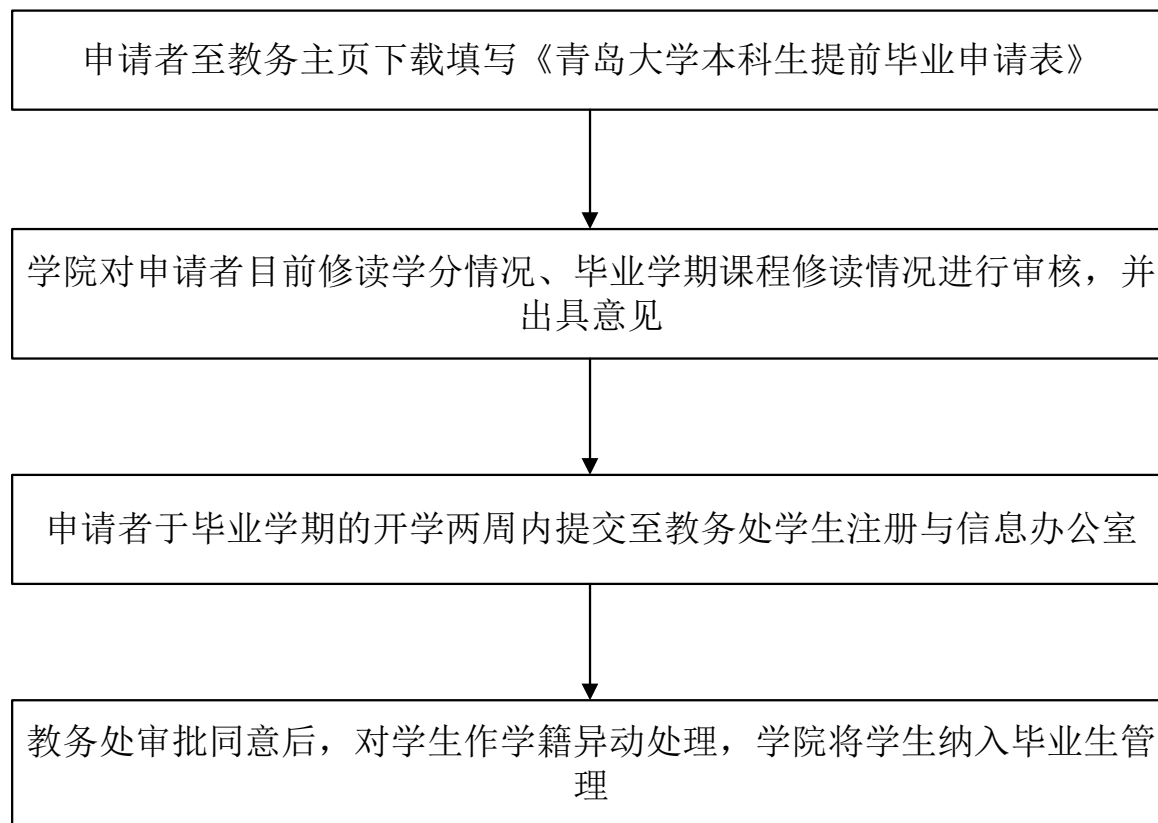 申请者至教务主页下载填写《青岛大学本科生提前毕业申请表》
学院对申请者目前修读学分情况、毕业学期课程修读情况进行审核，并
出具意见
申请者于毕业学期的开学两周内提交至教务处学生注册与信息办公室
教务处审批同意后，对学生作学籍异动处理，学院将学生纳入毕业生管
理